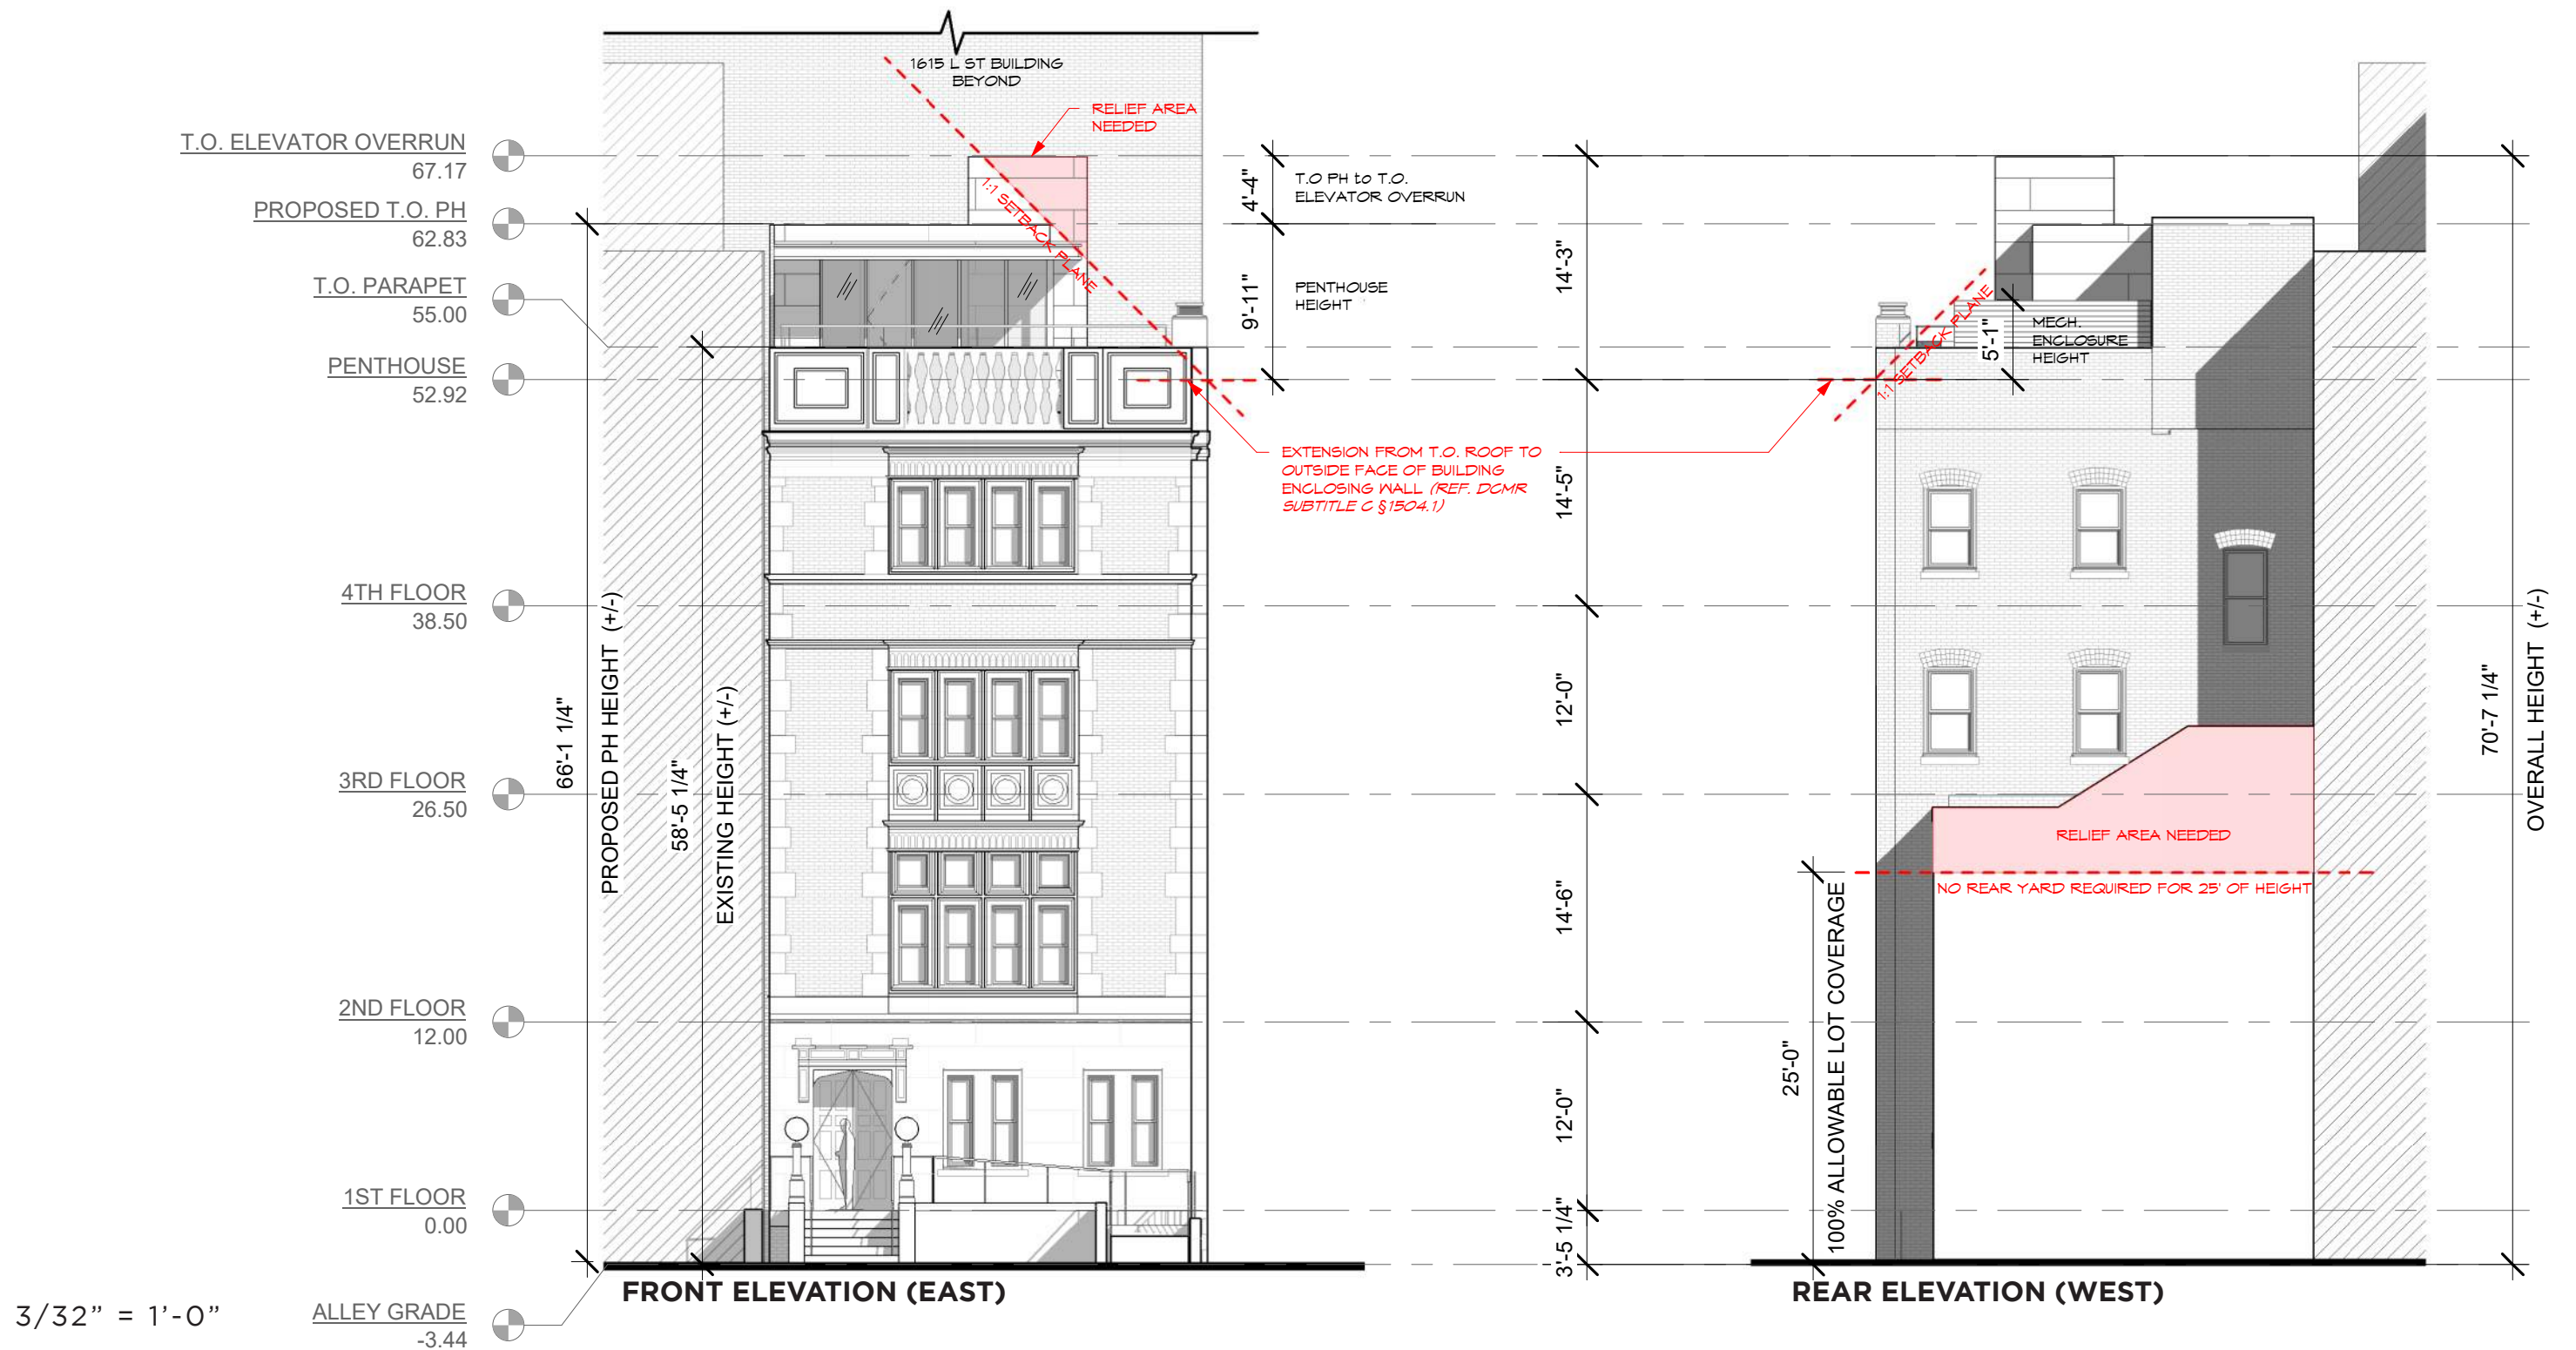 1615 L ST BUILDING
BEYOND
RELIEF AREA
NEEDED
T.O. ELEVATOR OVERRUN
67.17
PROPOSED T.O. PH
62.83
T.O. PARAPET
55.00
PENTHOUSE
52.92
4TH FLOOR
38.50
3RD FLOOR
26.50
2ND FLOOR
12.00
1ST FLOOR
0.00
ALLEY GRADE
-3.44
3/32” = 1’-0”
66'-1 1/4"
PROPOSED PH HEIGHT (+/-)
58'-5 1/4"
EXISTING HEIGHT (+/-)
1:1 SETBACK PLANE
4'-4"
T.O PH to T.O.
ELEVATOR OVERRUN
9'-11"
PENTHOUSE
HEIGHT
EXTENSION FROM T.O. ROOF TO
OUTSIDE FACE OF BUILDING
ENCLOSING WALL (REF. DCMR
SUBTITLE C §1504.1)
FRONT ELEVATION (EAST)
14'-3"
14'-5"
12'-0"
14'-6"
12'-0"
3'-5 1/4"
1:1 SETBACK PLANE
5'-1"
MECH.
ENCLOSURE
HEIGHT
RELIEF AREA NEEDED
NO REAR YARD REQUIRED FOR 25' OF HEIGHT
25'-0"
100% ALLOWABLE LOT COVERAGE
70'-7 1/4"
OVERALL HEIGHT (+/-)
REAR ELEVATION (WEST)